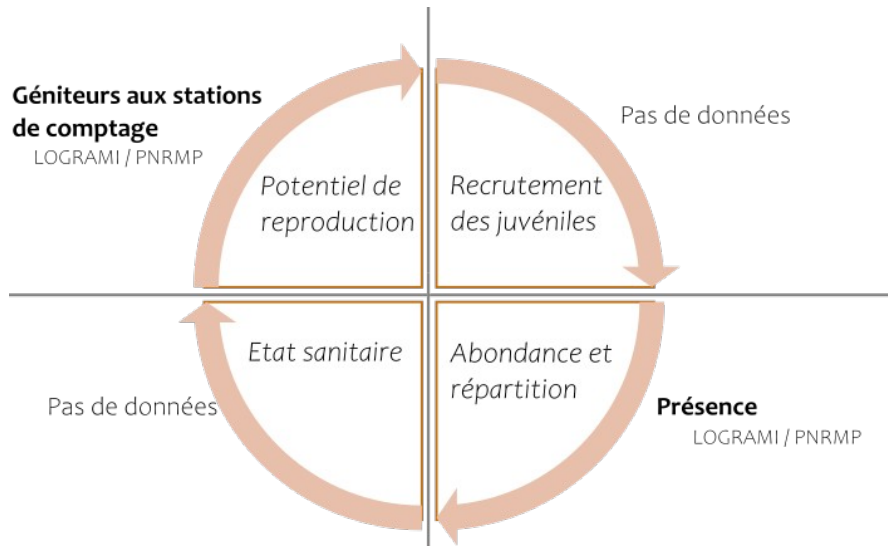 Géniteurs aux stations
de comptage
LOGRAMI / PNRMP
Potentiel de
reproduction
Pas de données
Recrutement
des juvéniles
Etat sanitaire
Pas de données
Abondance et
répartition
Présence
LOGRAMI / PNRMP